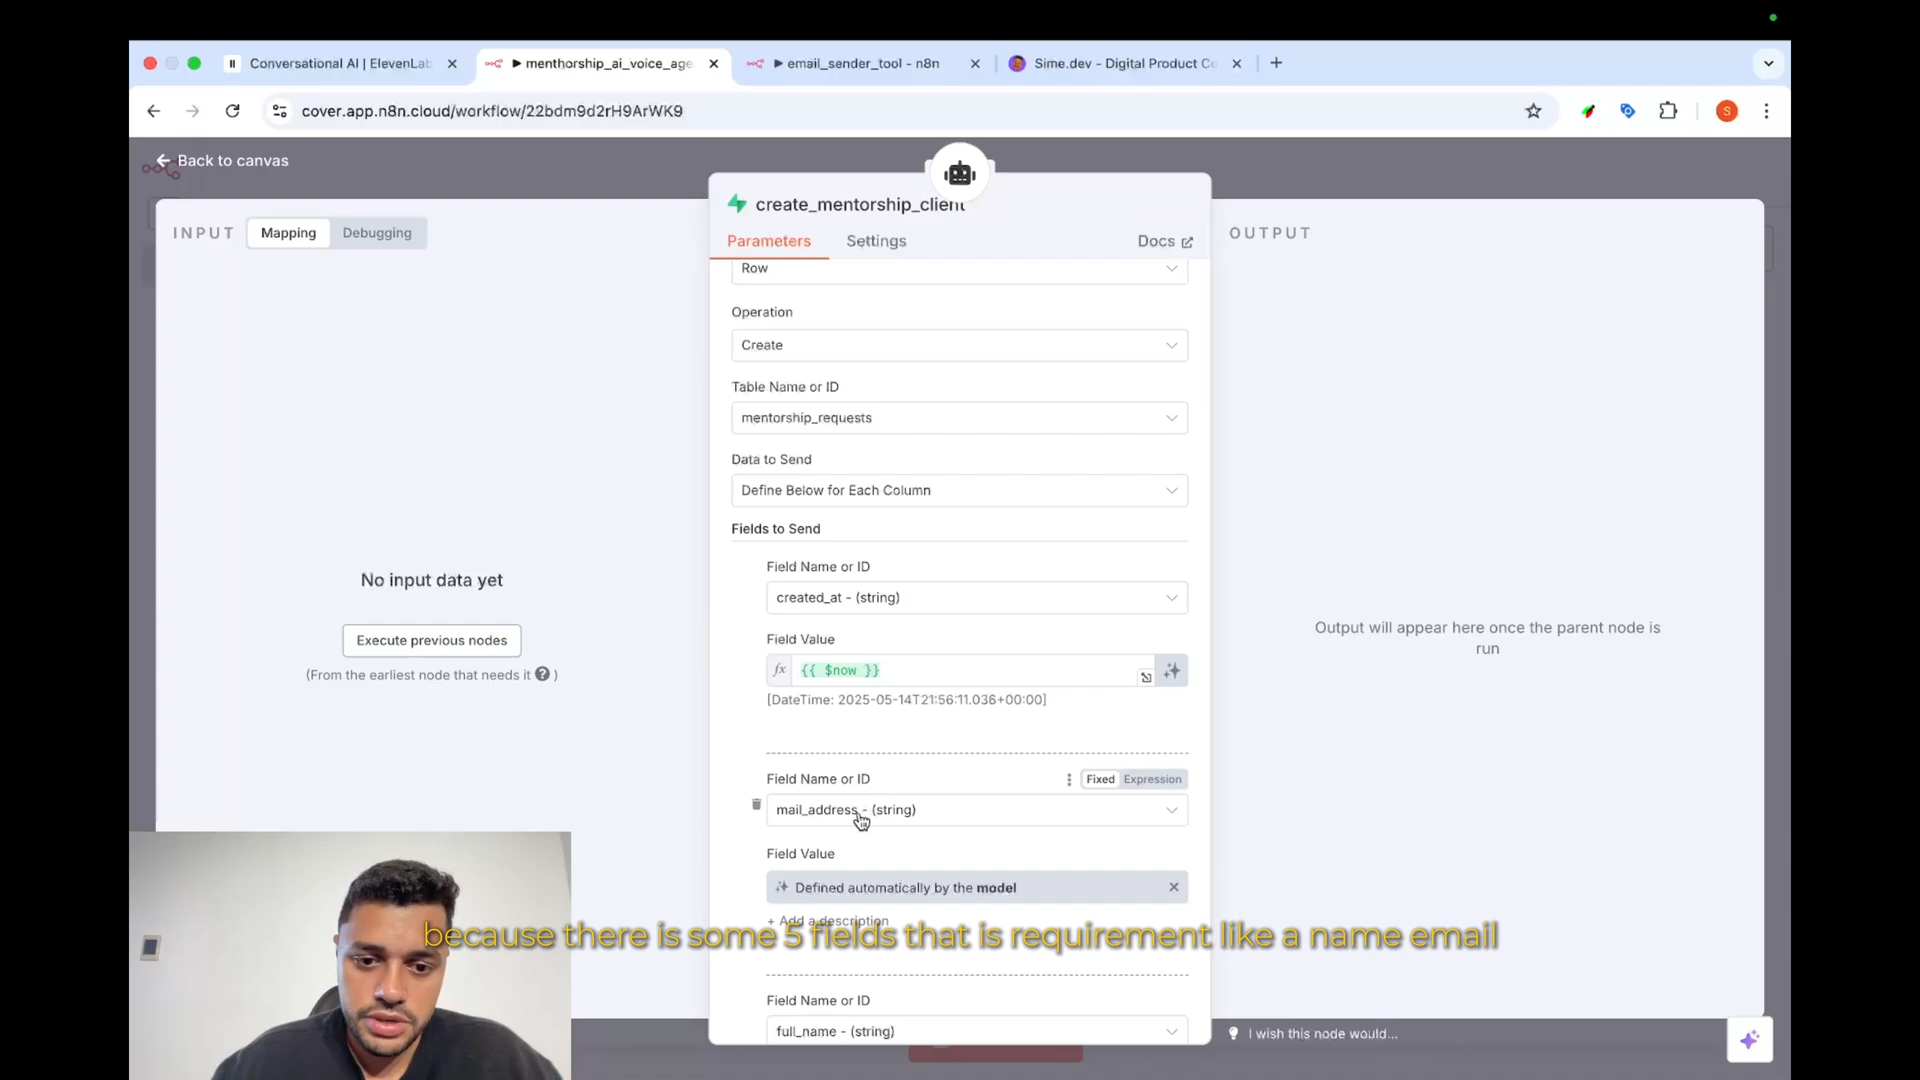 Conversational AI | ElevenLab
menthorship_ai_voice_age
email_sender_tool - n8n
Sime.dev - Digital Product Co
cover.app.n8n.cloud/workflow/22bdm9d2rH9ArWK9
S
Back to canvas
create_mentorship_client
INPUT
Mapping
Debugging
Parameters
Settings
Docs
OUTPUT
Row
Operation
Create
Table Name or ID
mentorship_requests
Data to Send
Define Below for Each Column
Fields to Send
Field Name or ID
created_at - (string)
Field Value
fx {{ $now }}
[DateTime: 2025-05-14T21:56:11.036+00:00]
No input data yet
Execute previous nodes
(From the earliest node that needs it ? )
Output will appear here once the parent node is
run
Field Name or ID
Fixed Expression
mail_address - (string)
Field Value
Defined automatically by the model
+ Add a description
because there is some 5 fields that is requirement like a name email
Field Name or ID
full_name - (string)
I wish this node would...